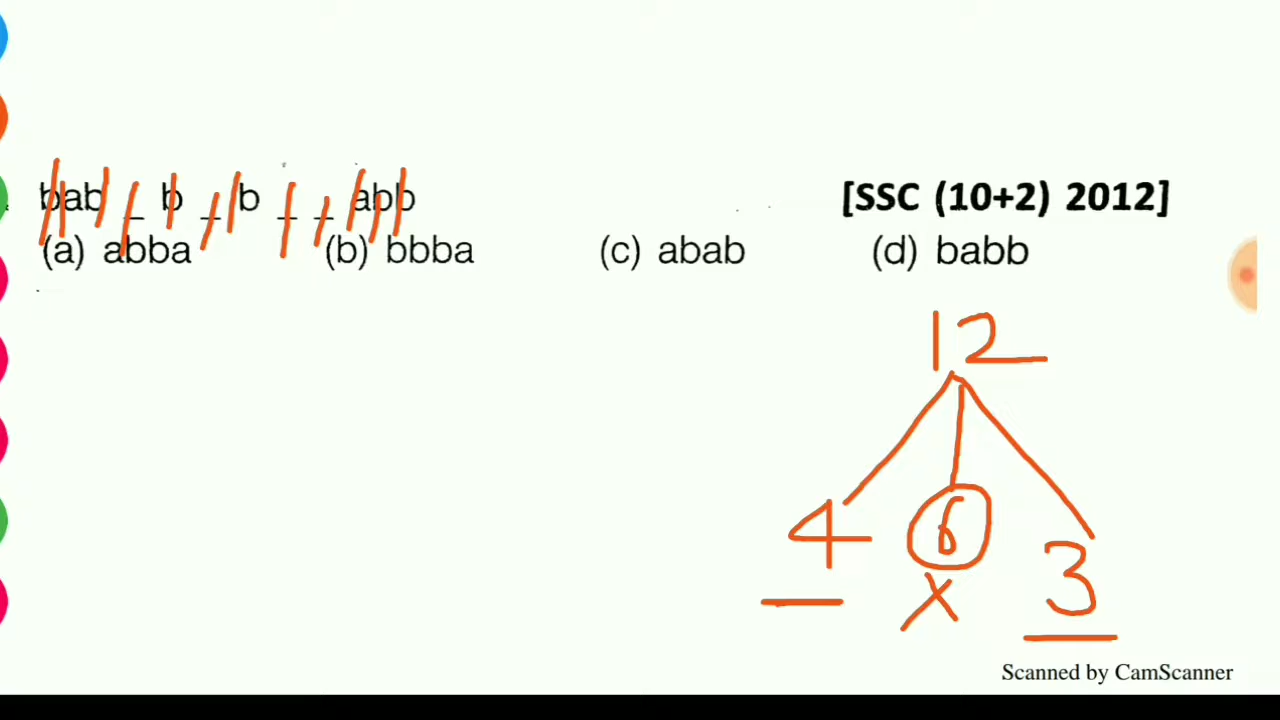 bab _ b _ b _ _ abb [SSC (10+2) 2012]
(a) abba (b) bbba (c) abab (d) babb
12
4 6 3
x
Scanned by CamScanner